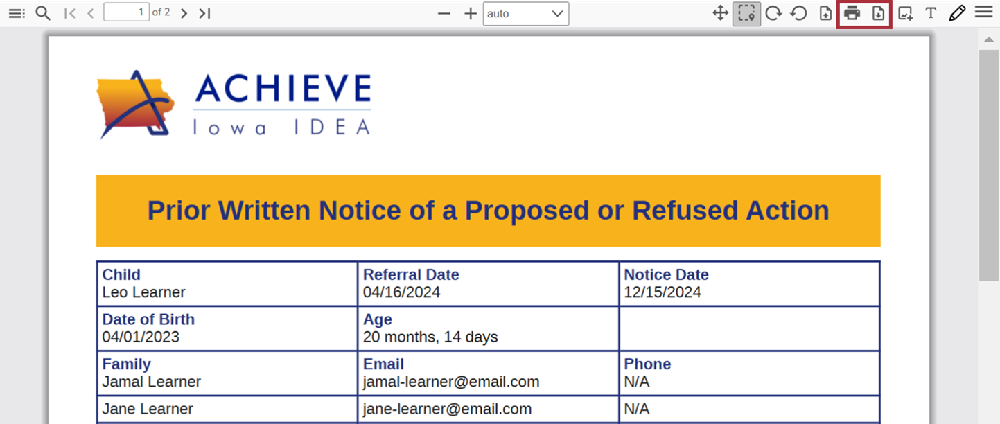 1 of 2 auto T
ACHIEVE
Iowa IDEA
Prior Written Notice of a Proposed or Refused Action
Child Referral Date Notice Date
Leo Learner 04/16/2024 12/15/2024
Date of Birth Age
04/01/2023 20 months, 14 days
Family Email Phone
Jamal Learner jamal-learner@email.com N/A
Jane Learner jane-learner@email.com N/A